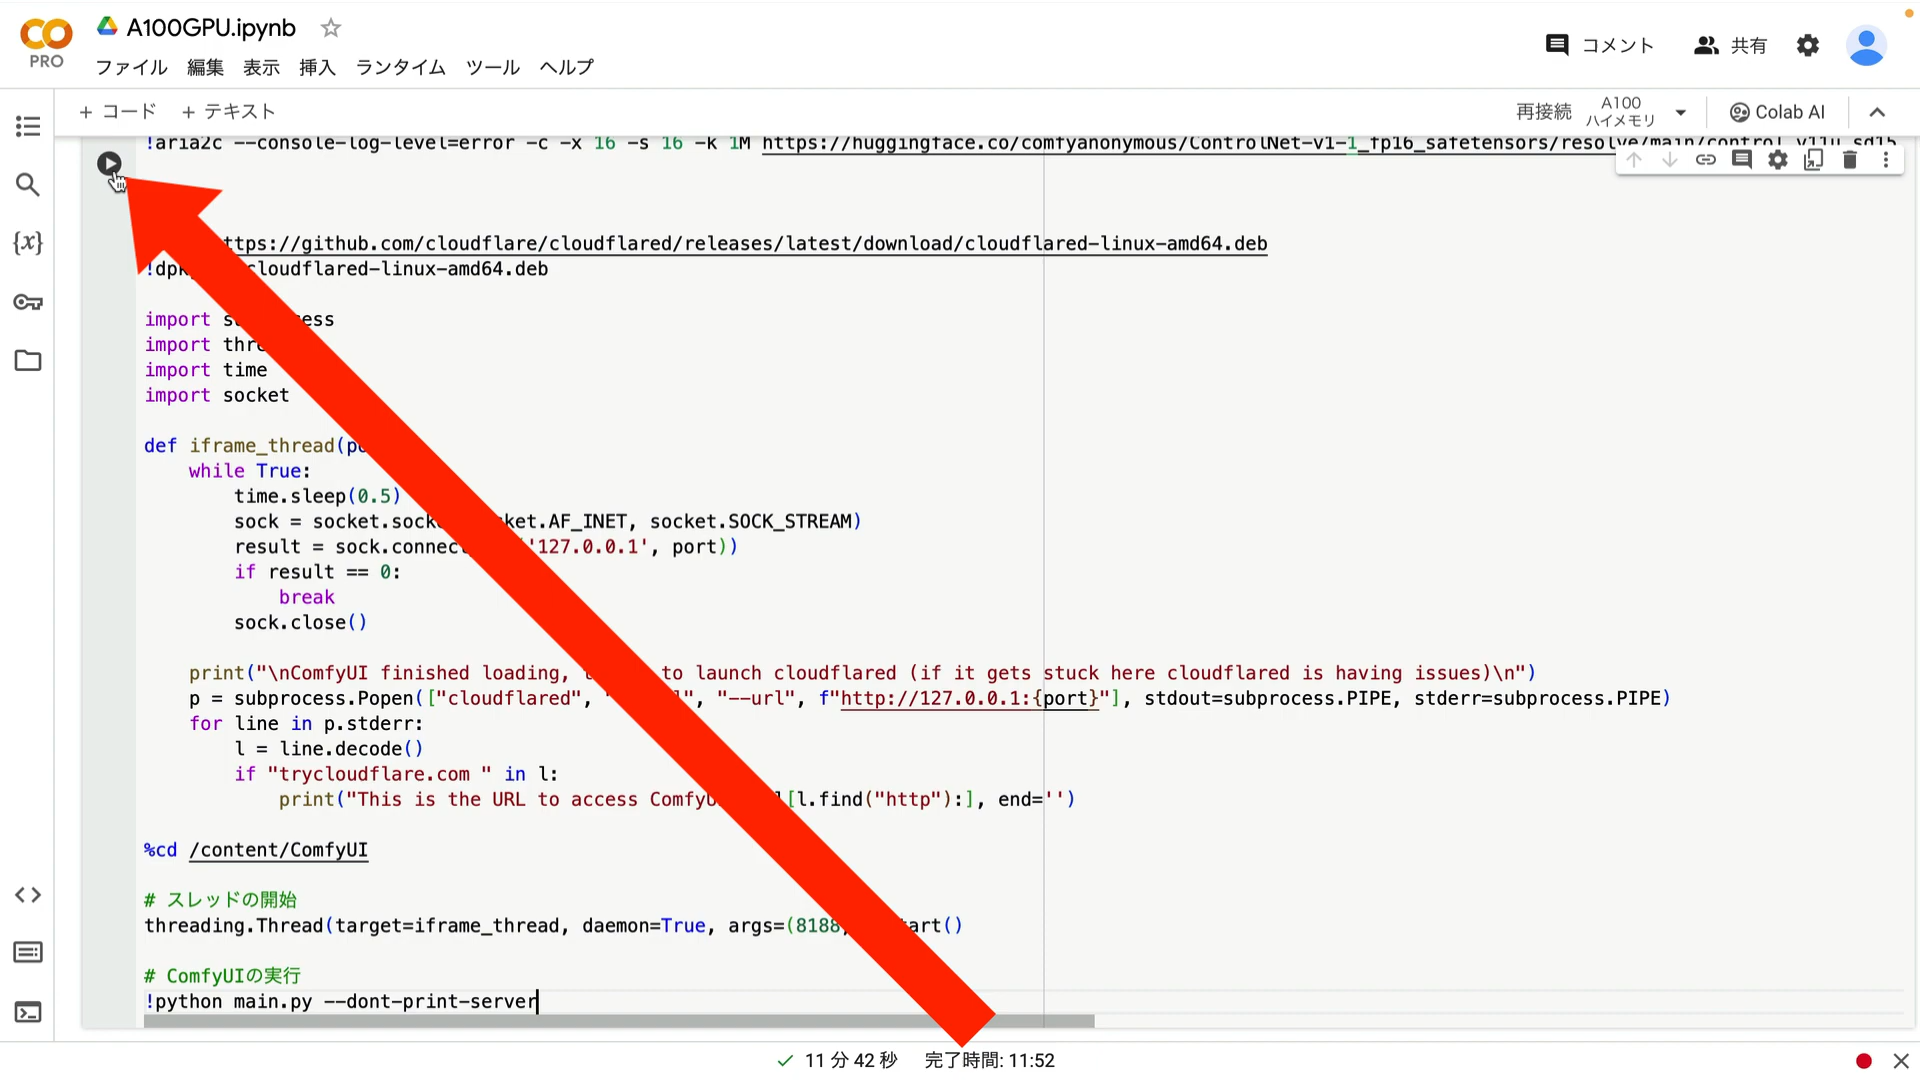 A100GPU.ipynb
PRO
ファイル 編集 表示 挿入 ランタイム ツール ヘルプ
コメント 共有
+ コード + テキスト
再接続 A100 ハイメモリ
Colab AI
!aria2c --console-log-level=error -c -x 16 -s 16 -k 1M https://huggingface.co/comfyanonymous/ControlNet-v1-1_fp16_safetensors/resolve/main/control_v11u_sd15
ttps://github.com/cloudflare/cloudflared/releases/latest/download/cloudflared-linux-amd64.deb
!dpk cloudflared-linux-amd64.deb
import s ess
import thre
import time
import socket
def iframe_thread(po
while True:
time.sleep(0.5)
sock = socket.sock ket.AF_INET, socket.SOCK_STREAM)
result = sock.connec '127.0.0.1', port))
if result == 0:
break
sock.close()
print("\nComfyUI finished loading, to launch cloudflared (if it gets stuck here cloudflared is having issues)\n")
p = subprocess.Popen(["cloudflared", " ", "--url", f"http://127.0.0.1:{port}"], stdout=subprocess.PIPE, stderr=subprocess.PIPE)
for line in p.stderr:
l = line.decode()
if "trycloudflare.com " in l:
print("This is the URL to access ComfyU l[l.find("http"):], end='')
%cd /content/ComfyUI
# スレッドの開始
threading.Thread(target=iframe_thread, daemon=True, args=(8188, art()
# ComfyUIの実行
!python main.py --dont-print-server
✓ 11 分 42 秒 完了時間: 11:52